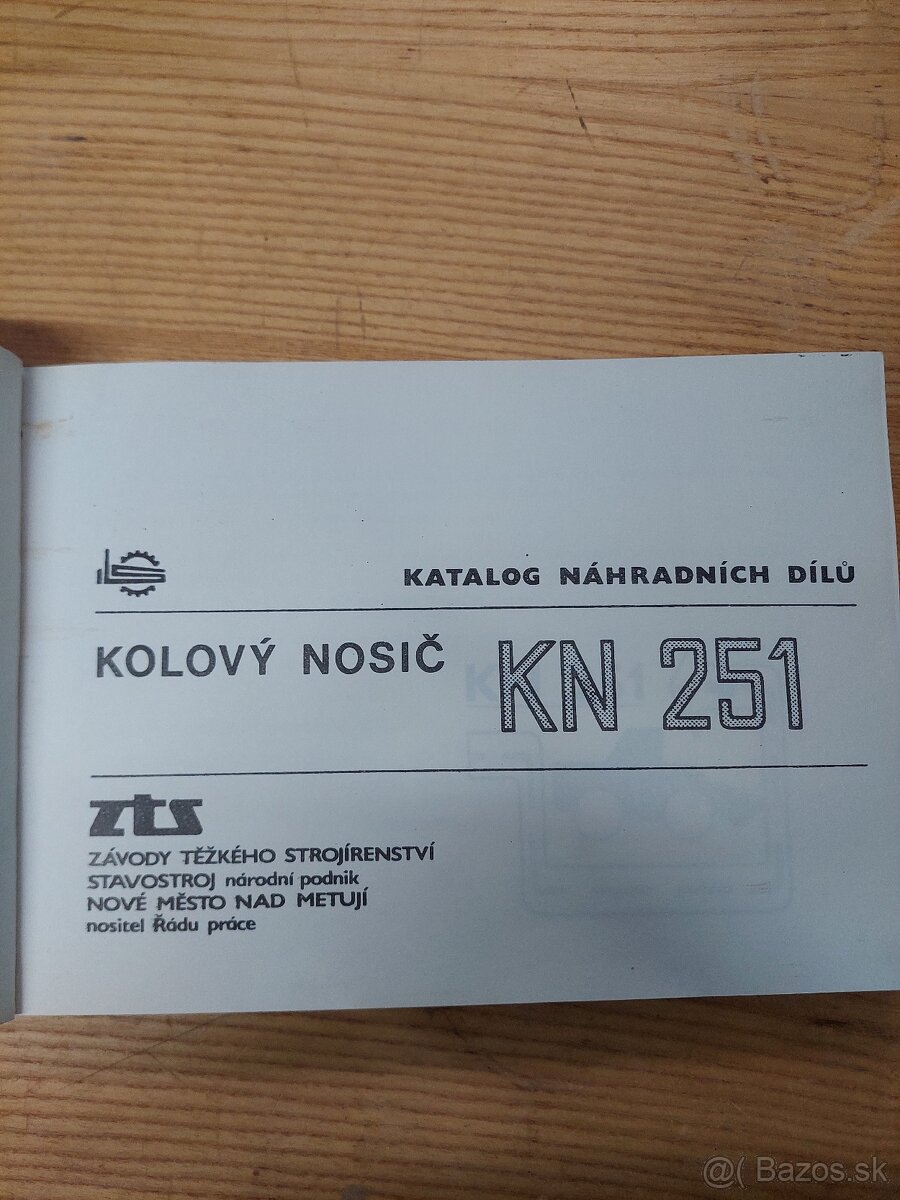 KATALOG NÁHRADNÍCH DÍLŮ
KOLOVÝ NOSIČ KN 251
zts
ZÁVODY TĚŽKÉHO STROJÍRENSTVÍ
STAVOSTROJ národní podnik
NOVÉ MĚSTO NAD METUJÍ
nositel Řádu práce
@( Bazos.sk